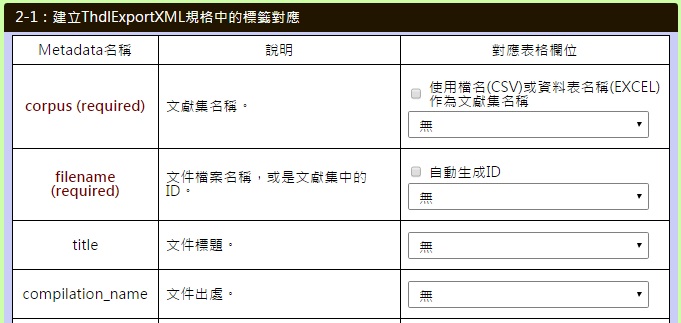 2-1：建立ThdlExportXML規格中的標籤對應
Metadata名稱
說明
對應表格欄位
corpus (required)
文獻集名稱。
使用檔名(CSV)或資料表名稱(EXCEL)
作為文獻集名稱
無
filename
(required)
文件檔案名稱，或是文獻集中的
ID。
自動生成ID
無
title
文件標題。
無
compilation_name
文件出處。
無